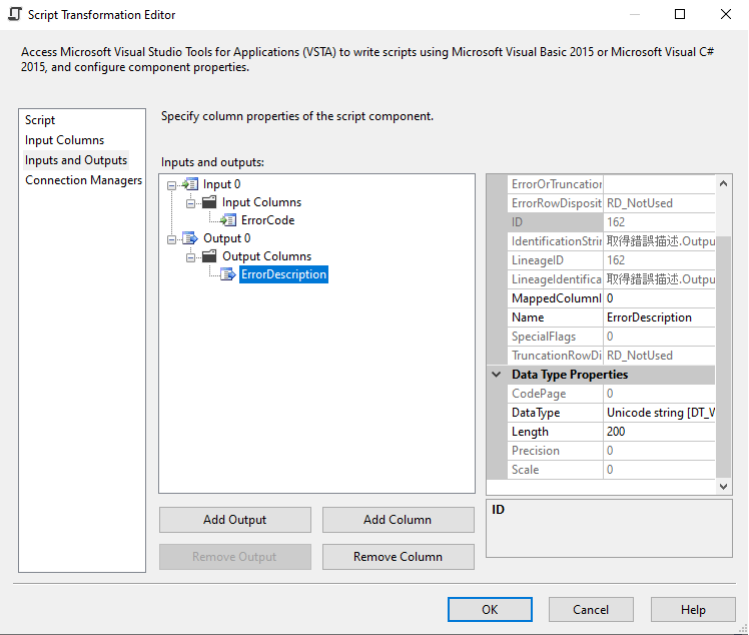 Script Transformation Editor
Access Microsoft Visual Studio Tools for Applications (VSTA) to write scripts using Microsoft Visual Basic 2015 or Microsoft Visual C#
2015, and configure component properties.
Script
Input Columns
Inputs and Outputs
Connection Managers
Specify column properties of the script component.
Inputs and outputs:
Input 0
Input Columns
ErrorCode
Output 0
Output Columns
ErrorDescription
ErrorOrTruncation
ErrorRowDisposit RD_NotUsed
ID 162
IdentificationStri 取得錯誤描述.Outpu
LineageID 162
LineageIdentifica 取得錯誤描述.Outpu
MappedColumnI 0
Name ErrorDescription
SpecialFlags 0
TruncationRowDi RD_NotUsed
Data Type Properties
CodePage 0
DataType Unicode string [DT_V
Length 200
Precision 0
Scale 0
ID
Add Output Add Column
Remove Output Remove Column
OK Cancel Help